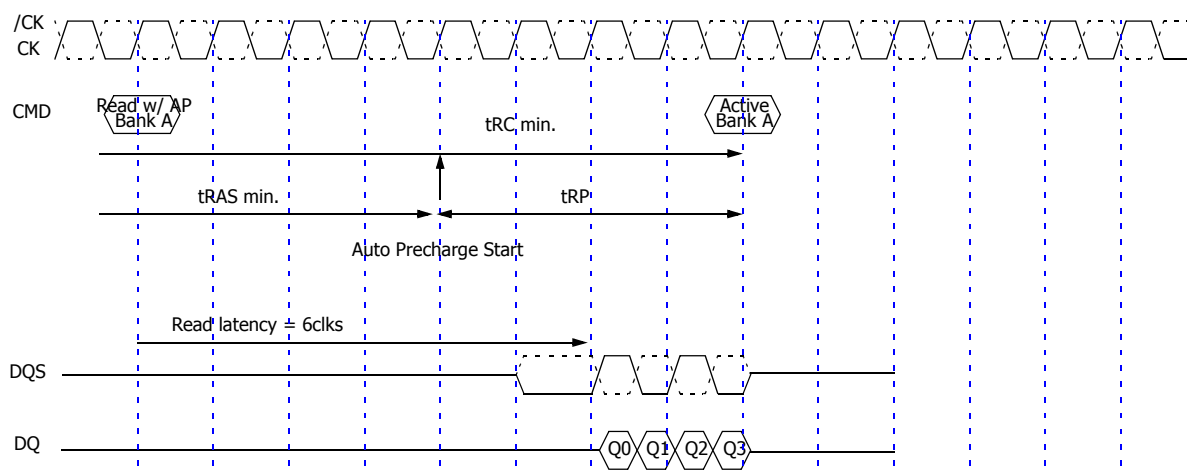 /CK
CK
CMD
Read w/ AP
Bank A
Active
Bank A
tRC min.
tRAS min.
tRP
Auto Precharge Start
Read latency = 6clks
DQS
DQ
Q0 Q1 Q2 Q3